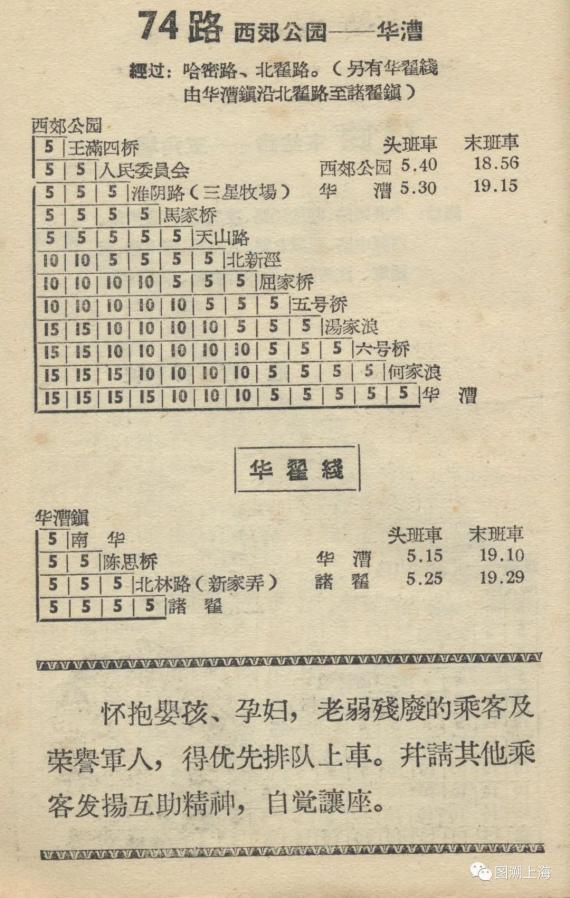 74路 西郊公园——华漕
經过：哈密路、北翟路。（另有华翟綫
由华漕鎮沿北翟路至諸翟鎮）
西郊公园 头班車 末班車
5 王滿四桥
5 5 人民委員会 西郊公园 5.40 18.56
5 5 5 淮阴路（三星牧場） 华 漕 5.30 19.15
5 5 5 5 馬家桥
5 5 5 5 5 天山路
10 10 5 5 5 5 北新涇
10 10 10 10 5 5 5 屈家桥
10 10 10 10 10 5 5 5 五号桥
15 15 10 10 10 10 5 5 5 湯家浪
15 15 10 10 10 10 5 5 5 5 六号桥
15 15 15 10 10 10 10 5 5 5 5 何家浪
15 15 15 15 10 10 10 5 5 5 5 5 华 漕
华翟綫
华漕鎮 头班車 末班車
5 南 华
5 5 陈思桥 华 漕 5.15 19.10
5 5 5 北林路（新家弄） 諸 翟 5.25 19.29
5 5 5 5 諸 翟
怀抱嬰孩、孕妇，老弱残廢的乘客及
荣譽軍人，得优先排队上車。幷請其他乘
客发揚互助精神，自覚讓座。
图溯上海